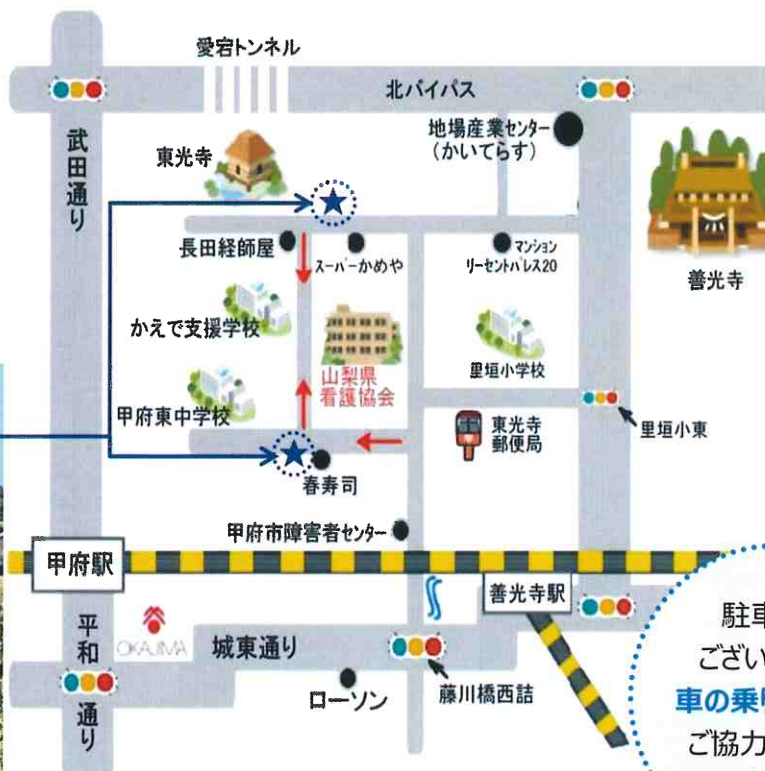 愛宕トンネル
北バイパス
武田通り
東光寺
地場産業センター
(かいてらす)
長田経師屋
スーパーかめや
マンション
リーセントパレス20
善光寺
かえで支援学校
山梨県
看護協会
里垣小学校
甲府東中学校
東光寺
郵便局
里垣小東
春寿司
甲府市障害者センター
甲府駅
善光寺駅
平和通り
OKAJIMA
城東通り
ローソン
藤川橋西詰
駐車
ござい
車の乗り
ご協力